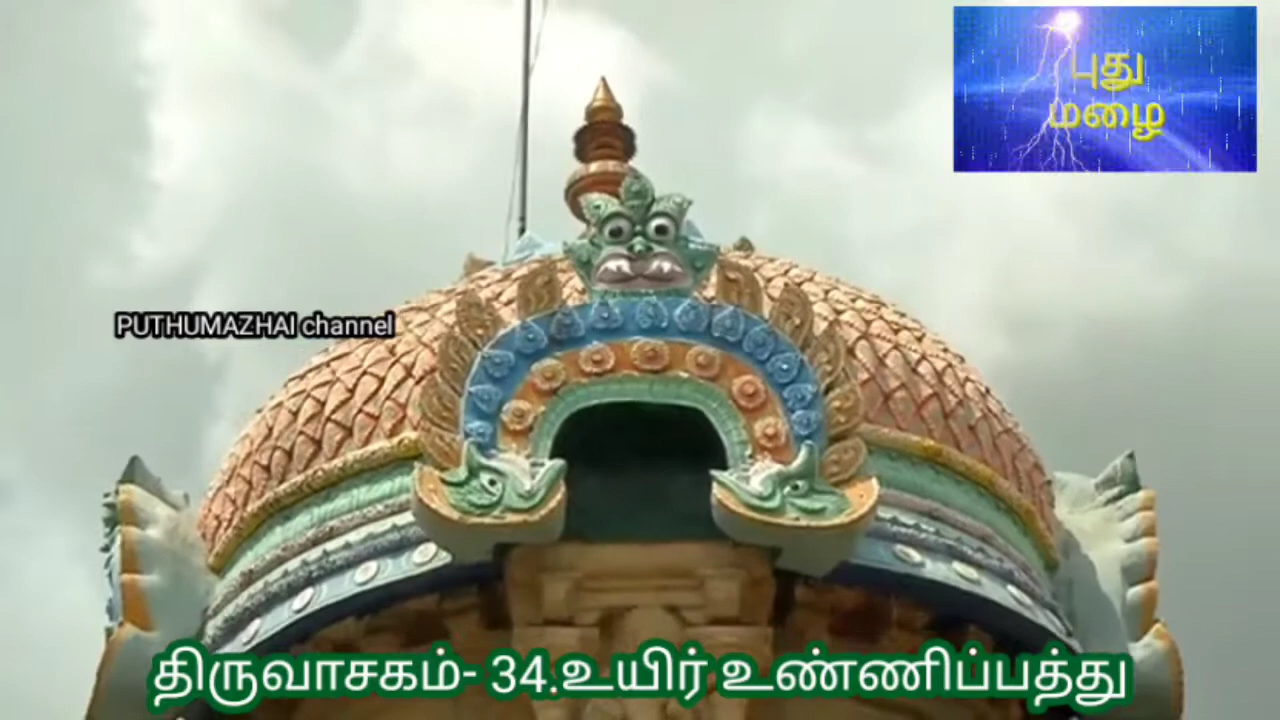 புது
மழை
PUTHUMAZHAI channel
திருவாசகம்- 34.உயிர் உண்ணிப்பத்து